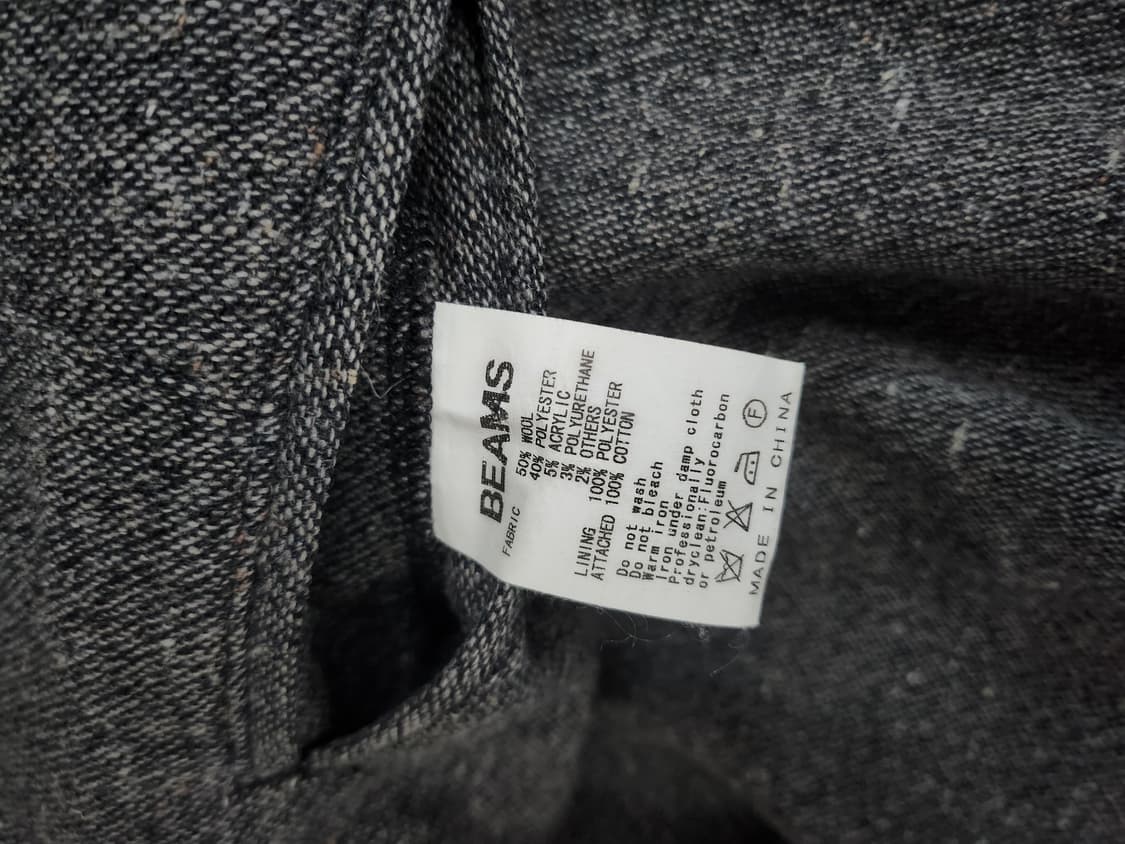 BEAMS
FABRIC 50% WOOL
40% POLYESTER
5% ACRYLIC
3% POLYURETHANE
2% OTHERS
LINING 100% POLYESTER
ATTACHED 100% COTTON
Do not wash
Do not bleach
Warm iron
Iron under damp cloth
Professionally
dryclean:Fluorocarbon
or petroleum
F
MADE IN CHINA